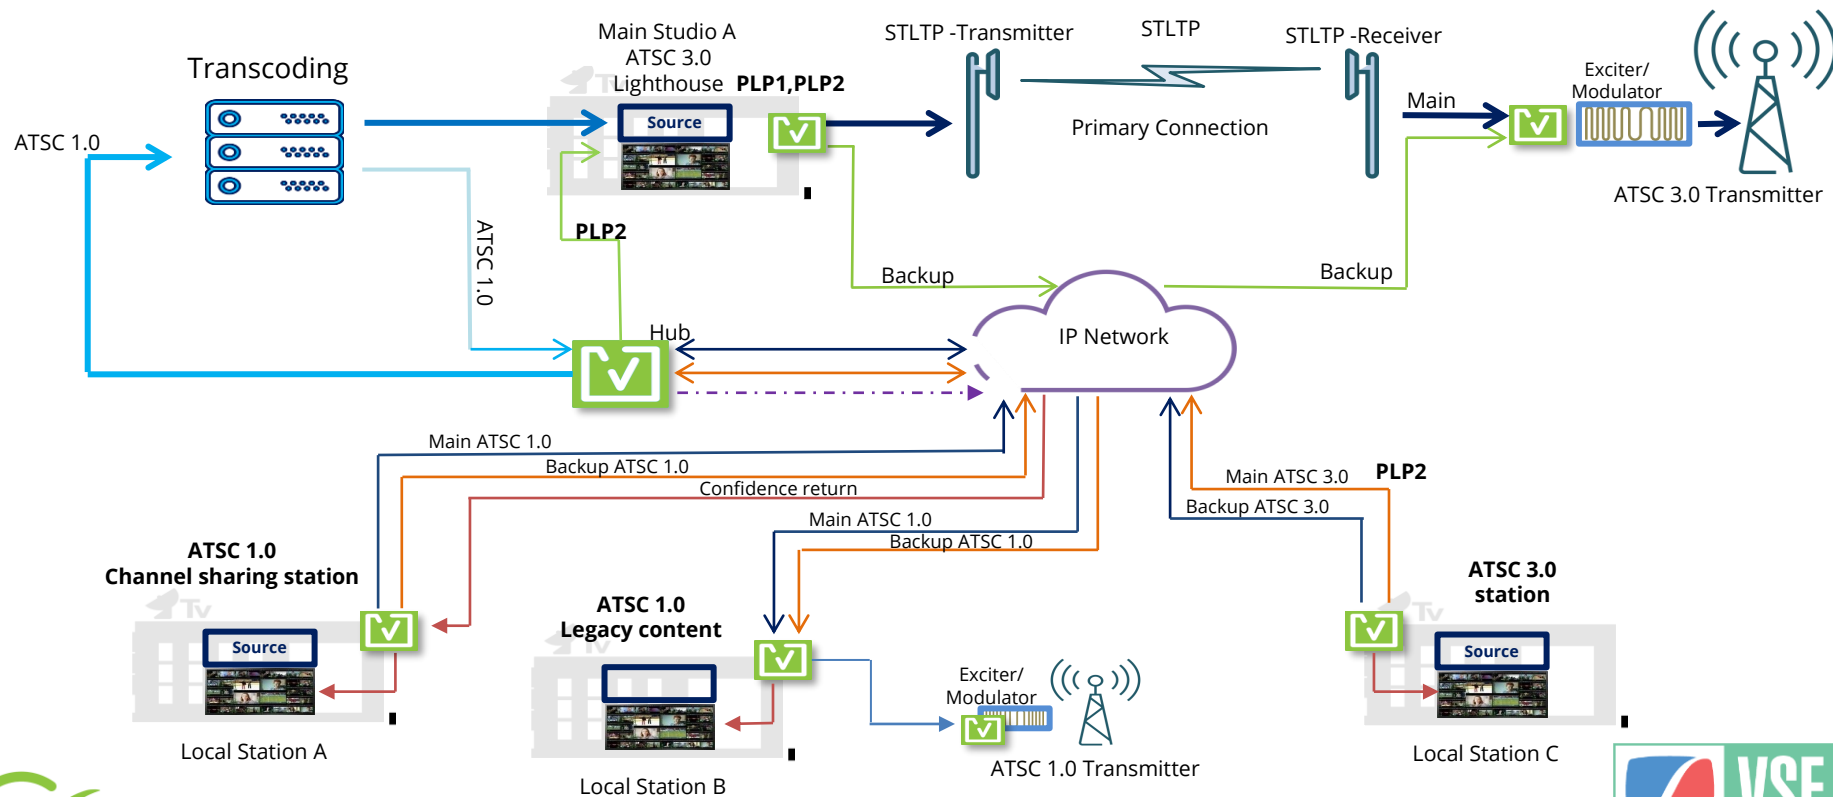 Main Studio A
ATSC 3.0
Lighthouse
PLP1,PLP2
STLTP -Transmitter
STLTP
STLTP -Receiver
Transcoding
Exciter/
Modulator
Source
Main
ATSC 1.0
Primary Connection
ATSC 3.0 Transmitter
ATSC 1.0
PLP2
Backup
Backup
Hub
IP Network
Main ATSC 1.0
Backup ATSC 1.0
Confidence return
Main ATSC 1.0
Backup ATSC 1.0
Main ATSC 3.0
PLP2
Backup ATSC 3.0
ATSC 1.0
Channel sharing station
Tv
Source
Local Station A
ATSC 1.0
Legacy content
Tv
Exciter/
Modulator
ATSC 1.0 Transmitter
Local Station B
ATSC 3.0
station
Tv
Source
Local Station C
VSF